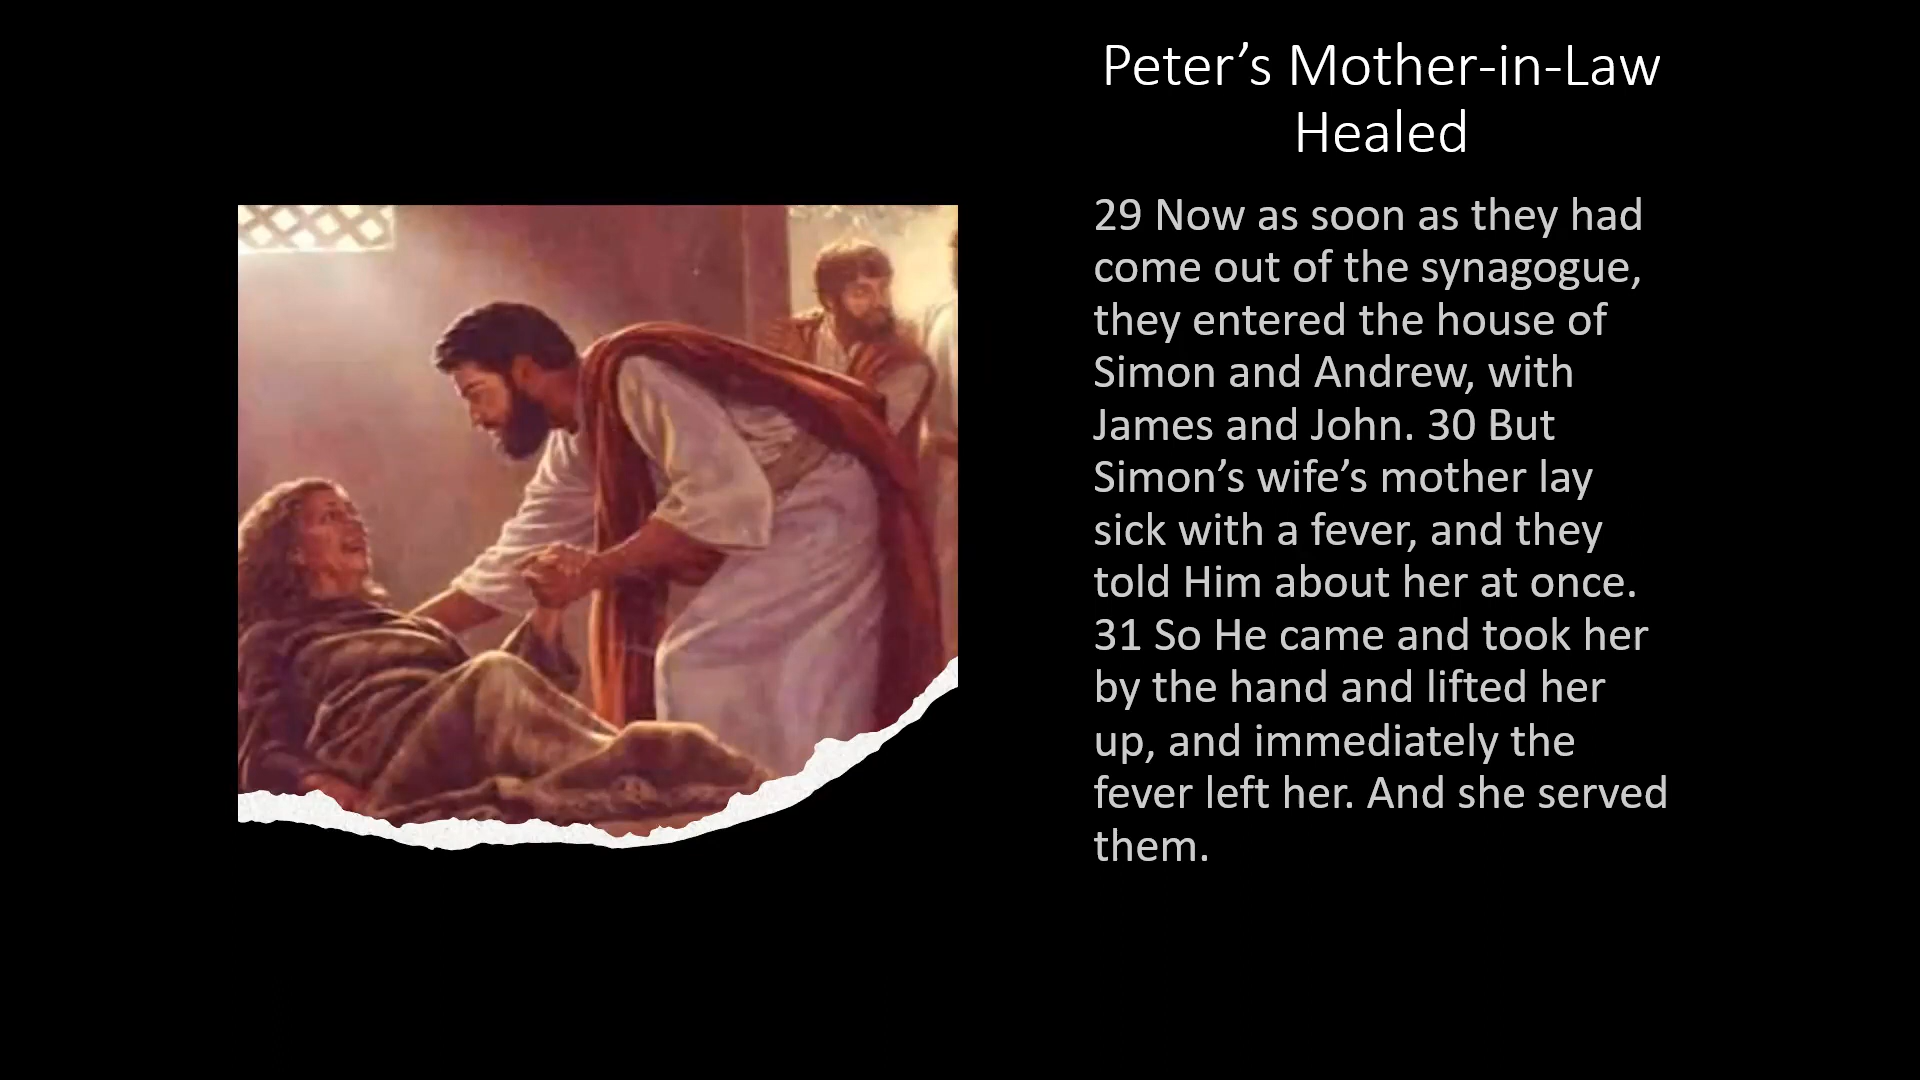 Peter’s Mother-in-Law
Healed
29 Now as soon as they had
come out of the synagogue,
they entered the house of
Simon and Andrew, with
James and John. 30 But
Simon’s wife’s mother lay
sick with a fever, and they
told Him about her at once.
31 So He came and took her
by the hand and lifted her
up, and immediately the
fever left her. And she served
them.